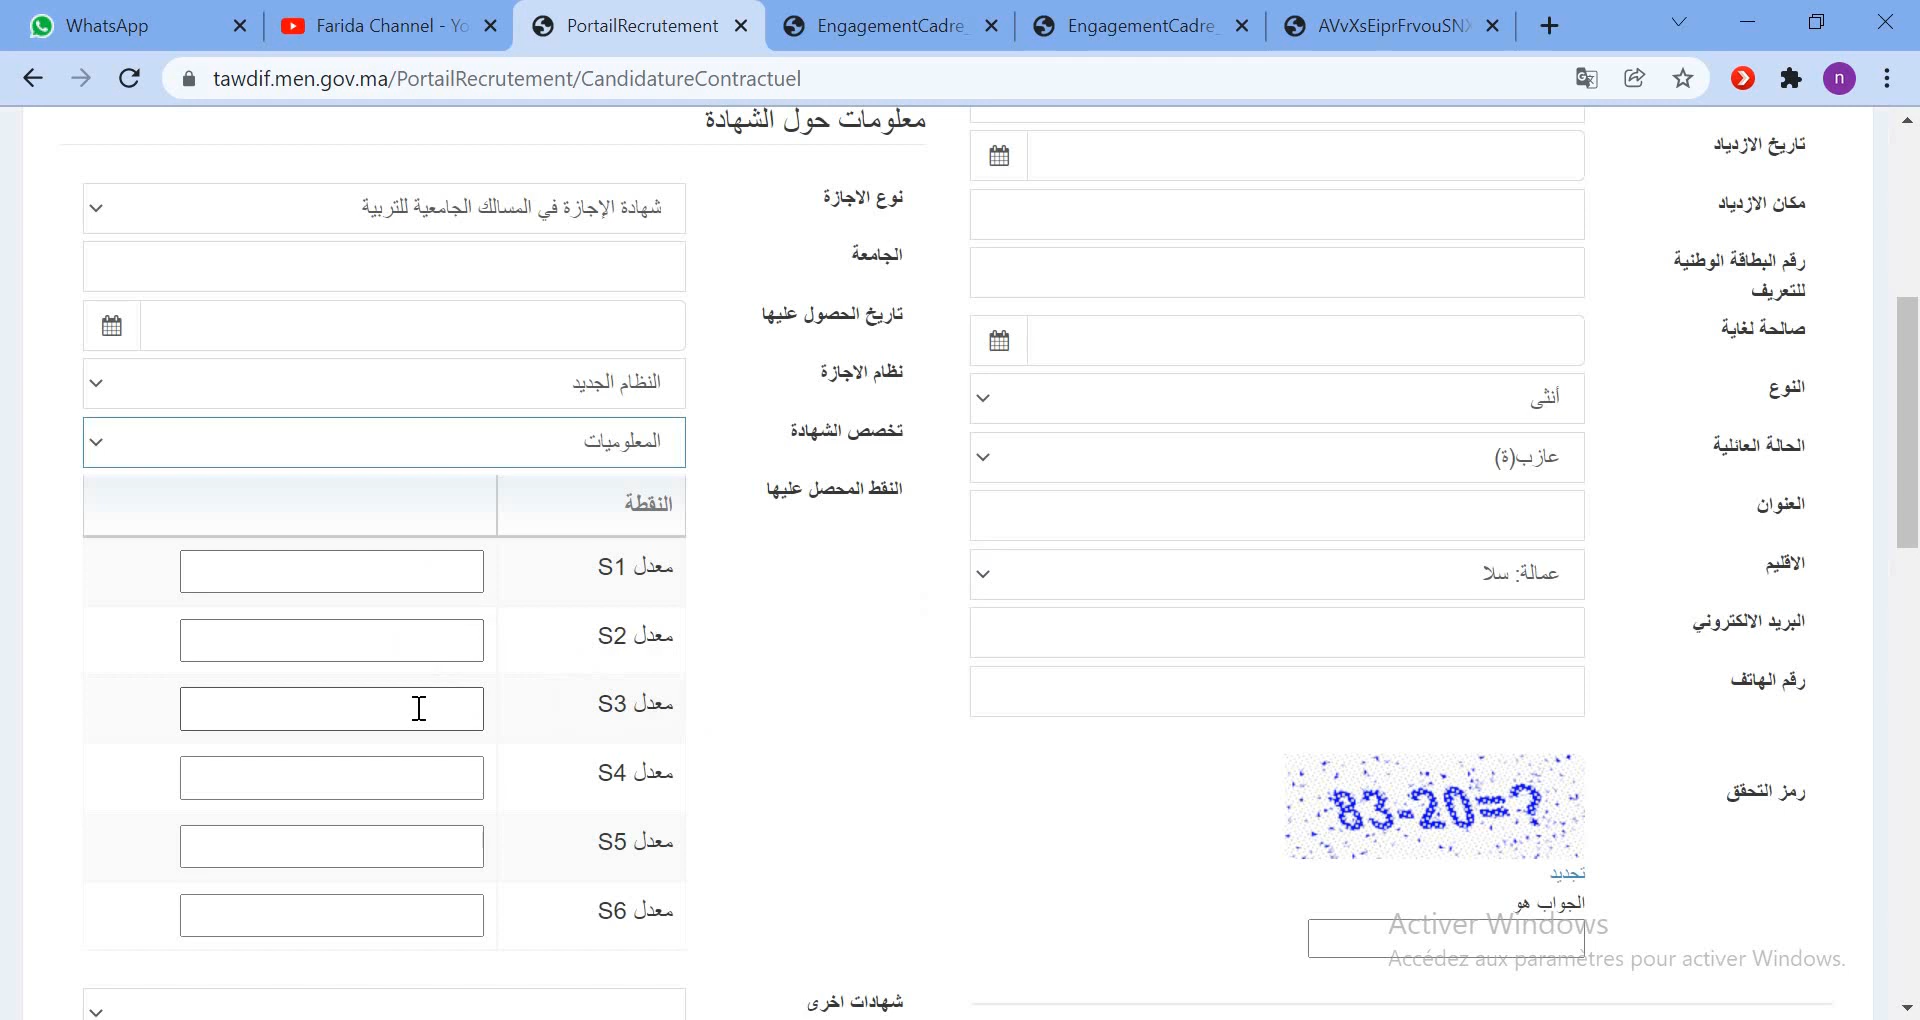 WhatsApp
Farida Channel - Yo
PortailRecrutement
EngagementCadre_
EngagementCadre_
AVvXsEiprFrvouSNX
tawdif.men.gov.ma/PortailRecrutement/CandidatureContractuel
n
تاريخ الازدياد
مكان الازدياد
رقم البطاقة الوطنية
للتعريف
صالحة لغاية
النوع
أنثى
الحالة العائلية
عازب(ة)
العنوان
الاقليم
عمالة: سلا
البريد الالكتروني
رقم الهاتف
رمز التحقق
83-20=?
تجديد
الجواب هو
معلومات حول الشهادة
نوع الاجازة
شهادة الإجازة في المسالك الجامعية للتربية
الجامعة
تاريخ الحصول عليها
نظام الاجازة
النظام الجديد
تخصص الشهادة
المعلوميات
النقط المحصل عليها
النقطة
معدل S1
معدل S2
معدل S3
معدل S4
معدل S5
معدل S6
شهادات اخرى
Activer Windows
Accédez aux paramètres pour activer Windows.